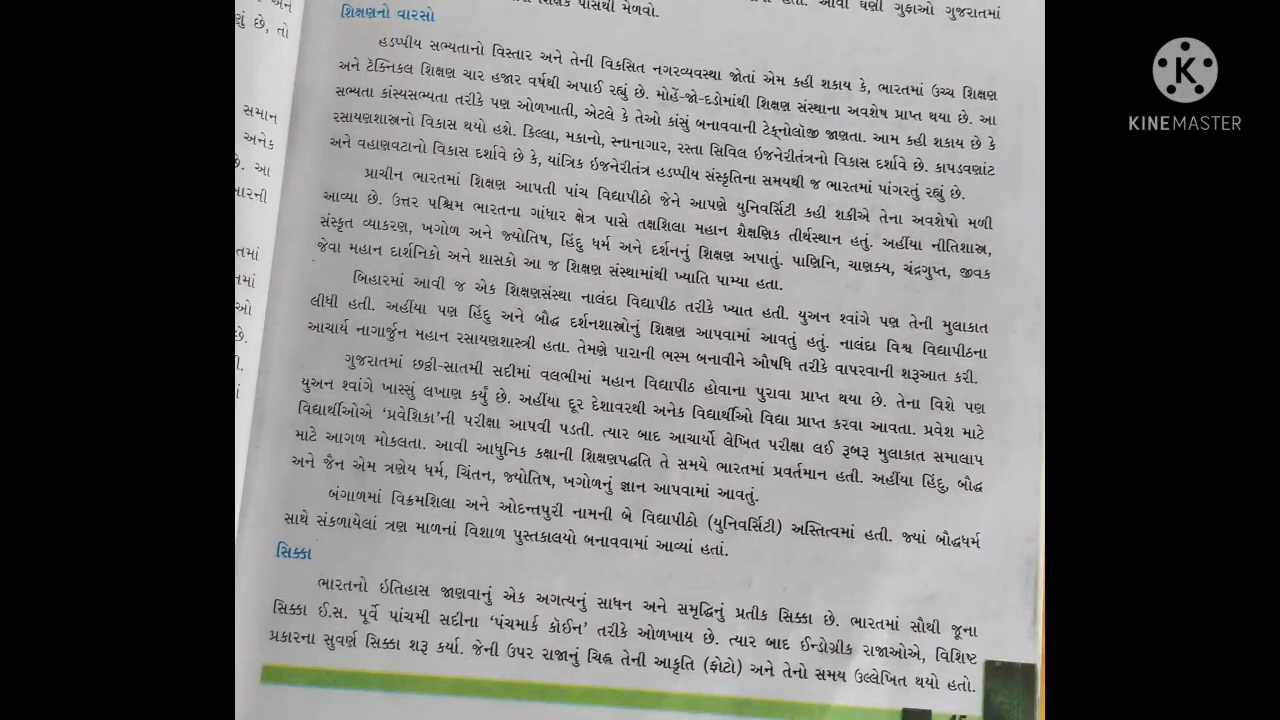 પાસેથી મેળવો.
હતા. આવી ઘણી ગુફાઓ ગુજરાતમાં
શિક્ષણનો વારસો
હડપ્પીય સભ્યતાનો વિસ્તાર અને તેની વિકસિત નગરવ્યવસ્થા જોતાં એમ કહી શકાય કે, ભારતમાં ઉચ્ચ શિક્ષણ
અને ટેક્નિકલ શિક્ષણ ચાર હજાર વર્ષથી અપાઈ રહ્યું છે. મોહેં-જો-દડોમાંથી શિક્ષણ સંસ્થાના અવશેષ પ્રાપ્ત થયા છે. આ
સભ્યતા કાંસ્યસભ્યતા તરીકે પણ ઓળખાતી, એટલે કે તેઓ કાંસું બનાવવાની ટેક્નોલૉજી જાણતા. આમ કહી શકાય છે કે
રસાયણશાસ્ત્રનો વિકાસ થયો હશે. કિલ્લા, મકાનો, સ્નાનાગાર, રસ્તા સિવિલ ઇજનેરીતંત્રનો વિકાસ દર્શાવે છે. કાપડવણાંટ
અને વહાણવટાનો વિકાસ દર્શાવે છે કે, યાંત્રિક ઇજનેરીતંત્ર હડપ્પીય સંસ્કૃતિના સમયથી જ ભારતમાં પાંગરતું રહ્યું છે.
પ્રાચીન ભારતમાં શિક્ષણ આપતી પાંચ વિદ્યાપીઠો જેને આપણે યુનિવર્સિટી કહી શકીએ તેના અવશેષો મળી
આવ્યા છે. ઉત્તર પશ્ચિમ ભારતના ગાંધાર ક્ષેત્ર પાસે તક્ષશિલા મહાન શૈક્ષણિક તીર્થસ્થાન હતું. અહીંયા નીતિશાસ્ત્ર,
સંસ્કૃત વ્યાકરણ, ખગોળ અને જ્યોતિષ, હિંદુ ધર્મ અને દર્શનનું શિક્ષણ અપાતું. પાણિનિ, ચાણક્ય, ચંદ્રગુપ્ત, જીવક
જેવા મહાન દાર્શનિકો અને શાસકો આ જ શિક્ષણ સંસ્થામાંથી ખ્યાતિ પામ્યા હતા.
બિહારમાં આવી જ એક શિક્ષણસંસ્થા નાલંદા વિદ્યાપીઠ તરીકે ખ્યાત હતી. યુઅન શ્વાંગે પણ તેની મુલાકાત
લીધી હતી. અહીંયા પણ હિંદુ અને બૌદ્ધ દર્શનશાસ્ત્રોનું શિક્ષણ આપવામાં આવતું હતું. નાલંદા વિશ્વ વિદ્યાપીઠના
આચાર્ય નાગાર્જુન મહાન રસાયણશાસ્ત્રી હતા. તેમણે પારાની ભસ્મ બનાવીને ઔષધિ તરીકે વાપરવાની શરૂઆત કરી.
ગુજરાતમાં છઠ્ઠી-સાતમી સદીમાં વલભીમાં મહાન વિદ્યાપીઠ હોવાના પુરાવા પ્રાપ્ત થયા છે. તેના વિશે પણ
યુઅન શ્વાંગે ખાસ્સું લખાણ કર્યું છે. અહીંયા દૂર દેશાવરથી અનેક વિદ્યાર્થીઓ વિદ્યા પ્રાપ્ત કરવા આવતા. પ્રવેશ માટે
વિદ્યાર્થીઓએ ‘પ્રવેશિકા’ની પરીક્ષા આપવી પડતી. ત્યાર બાદ આચાર્યો લેખિત પરીક્ષા લઈ રૂબરૂ મુલાકાત સમાલાપ
માટે આગળ મોકલતા. આવી આધુનિક કક્ષાની શિક્ષણપદ્ધતિ તે સમયે ભારતમાં પ્રવર્તમાન હતી. અહીંયા હિંદુ, બૌદ્ધ
અને જૈન એમ ત્રણેય ધર્મ, ચિંતન, જ્યોતિષ, ખગોળનું જ્ઞાન આપવામાં આવતું.
બંગાળમાં વિક્રમશિલા અને ઓદન્તપુરી નામની બે વિદ્યાપીઠો (યુનિવર્સિટી) અસ્તિત્વમાં હતી. જ્યાં બૌદ્ધધર્મ
સાથે સંકળાયેલાં ત્રણ માળનાં વિશાળ પુસ્તકાલયો બનાવવામાં આવ્યાં હતાં.
સિક્કા
ભારતનો ઇતિહાસ જાણવાનું એક અગત્યનું સાધન અને સમૃદ્ધિનું પ્રતીક સિક્કા છે. ભારતમાં સૌથી જૂના
સિક્કા ઈ.સ. પૂર્વે પાંચમી સદીના ‘પંચમાર્ક કૉઈન’ તરીકે ઓળખાય છે. ત્યાર બાદ ઈન્ડોગ્રીક રાજાઓએ, વિશિષ્ટ
પ્રકારના સુવર્ણ સિક્કા શરૂ કર્યા. જેની ઉપર રાજાનું ચિહ્ન તેની આકૃતિ (ફોટો) અને તેનો સમય ઉલ્લેખિત થયો હતો.
અને
છે, તો
સમાન
અનેક
આ
છે.
KINEMASTER